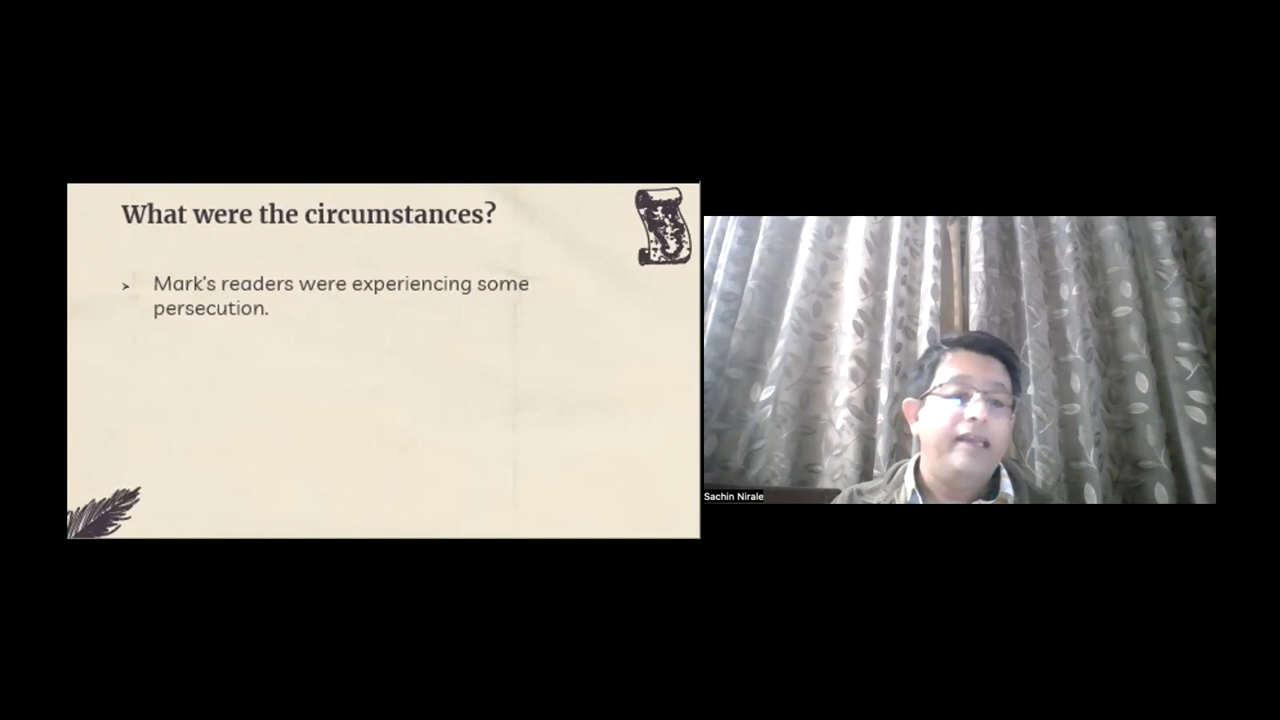 What were the circumstances?
➢ Mark's readers were experiencing some
persecution.
Sachin Nirale